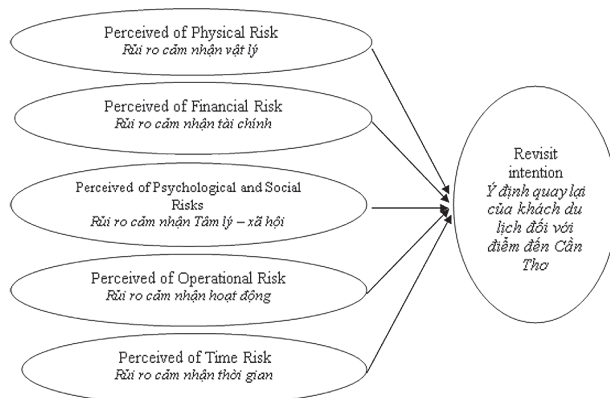 Perceived of Physical Risk
Rủi ro cảm nhận vật lý
Perceived of Financial Risk
Rủi ro cảm nhận tài chính
Perceived of Psychological and Social
Risks
Rủi ro cảm nhận Tâm lý – xã hội
Perceived of Operational Risk
Rủi ro cảm nhận hoạt động
Perceived of Time Risk
Rủi ro cảm nhận thời gian
Revisit
intention
Ý định quay lại
của khách du
lịch đối với
điểm đến Cần
Thơ